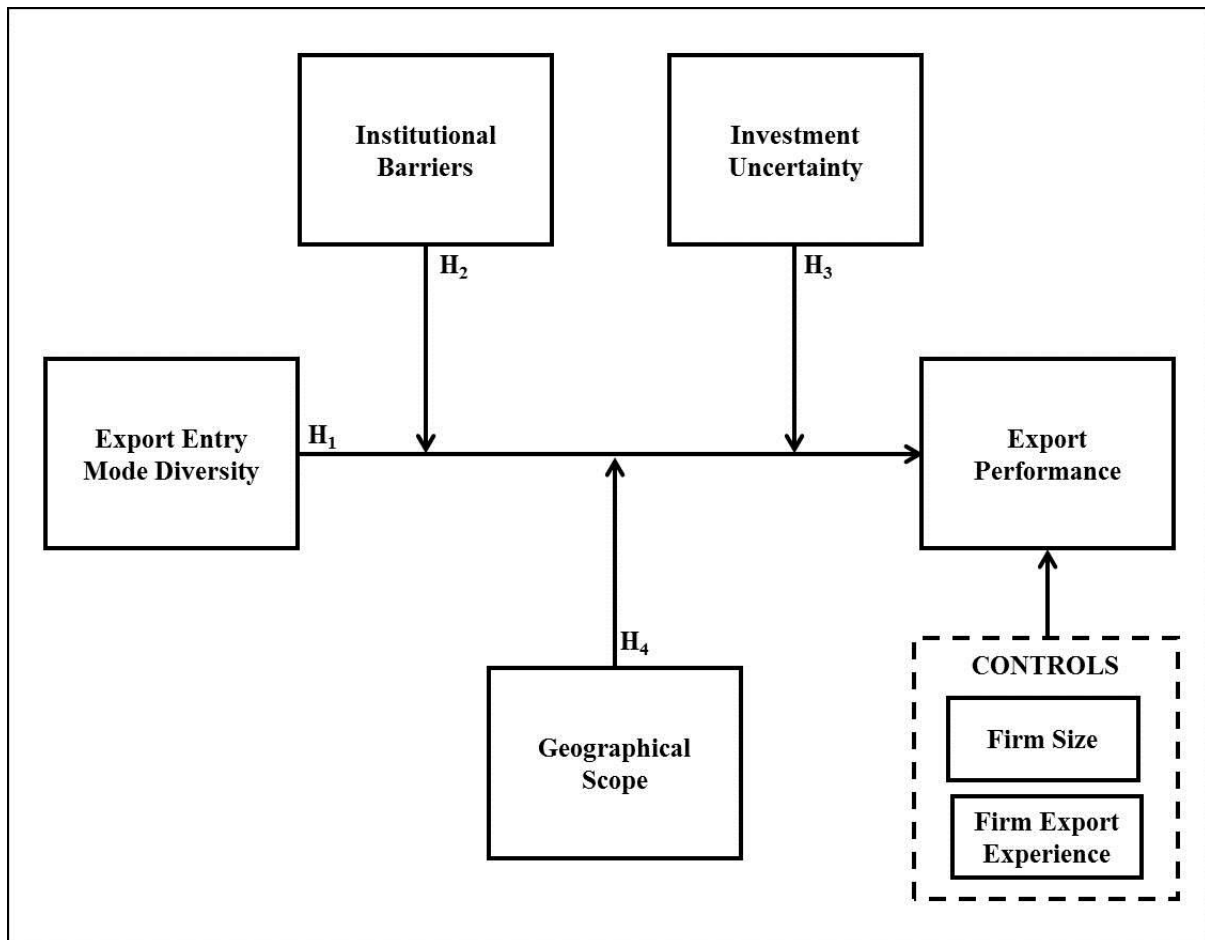 Institutional
Barriers
Investment
Uncertainty
H₂
H₃
Export Entry
Mode Diversity
H₁
Export
Performance
H₄
Geographical
Scope
CONTROLS
Firm Size
Firm Export
Experience